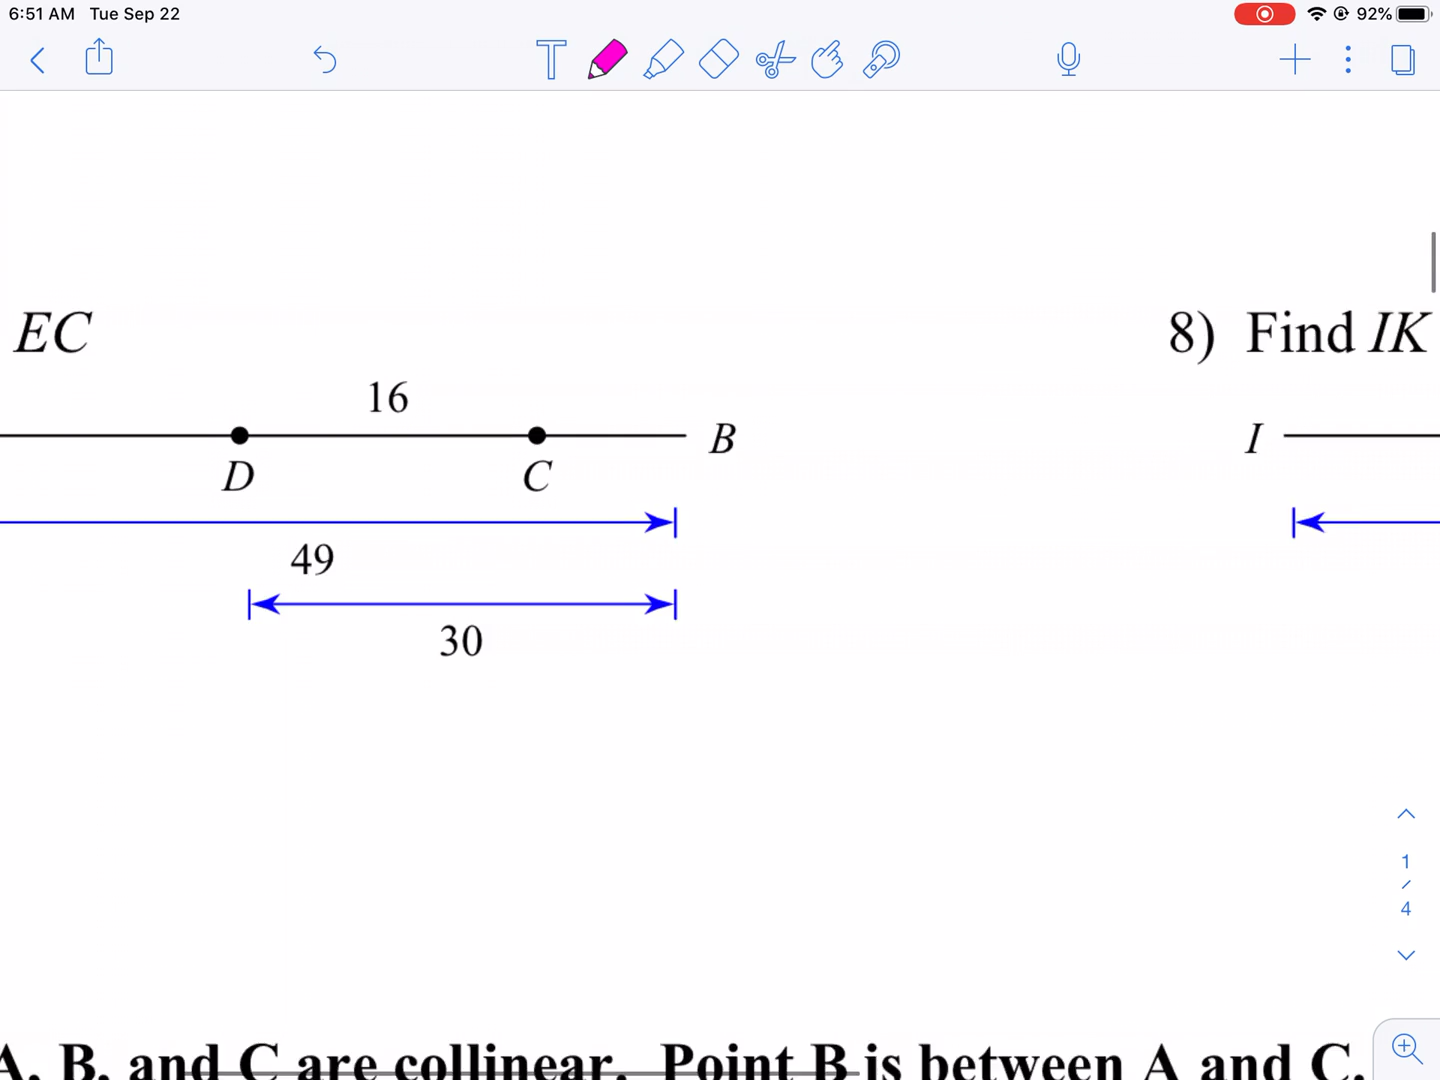 6:51 AM Tue Sep 22
92%
T
EC
8) Find IK
16
B
I
D
C
49
30
1
/
4
A, B, and C are collinear. Point B is between A and C.